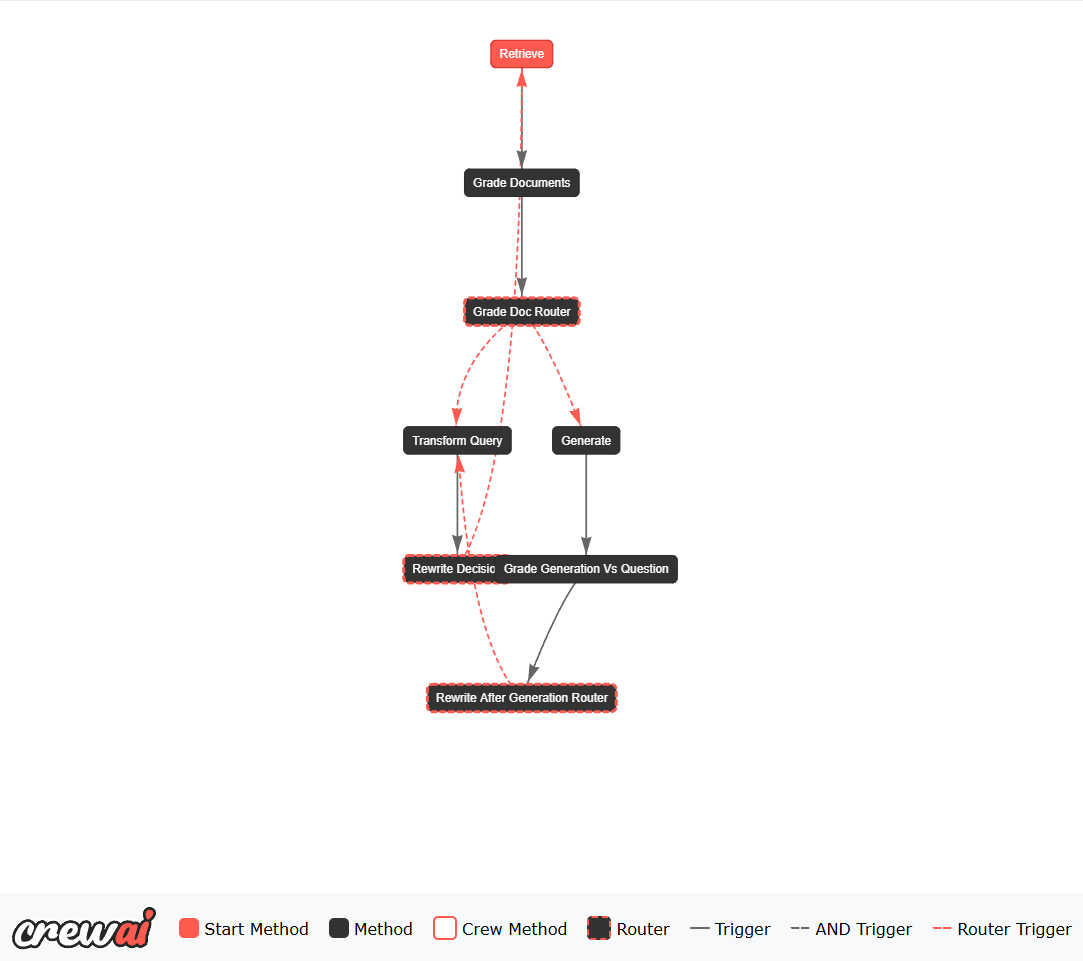 Retrieve
Grade Documents
Grade Doc Router
Transform Query
Generate
Rewrite Decisio
Grade Generation Vs Question
Rewrite After Generation Router
crewai
Start Method
Method
Crew Method
Router
Trigger
AND Trigger
Router Trigger